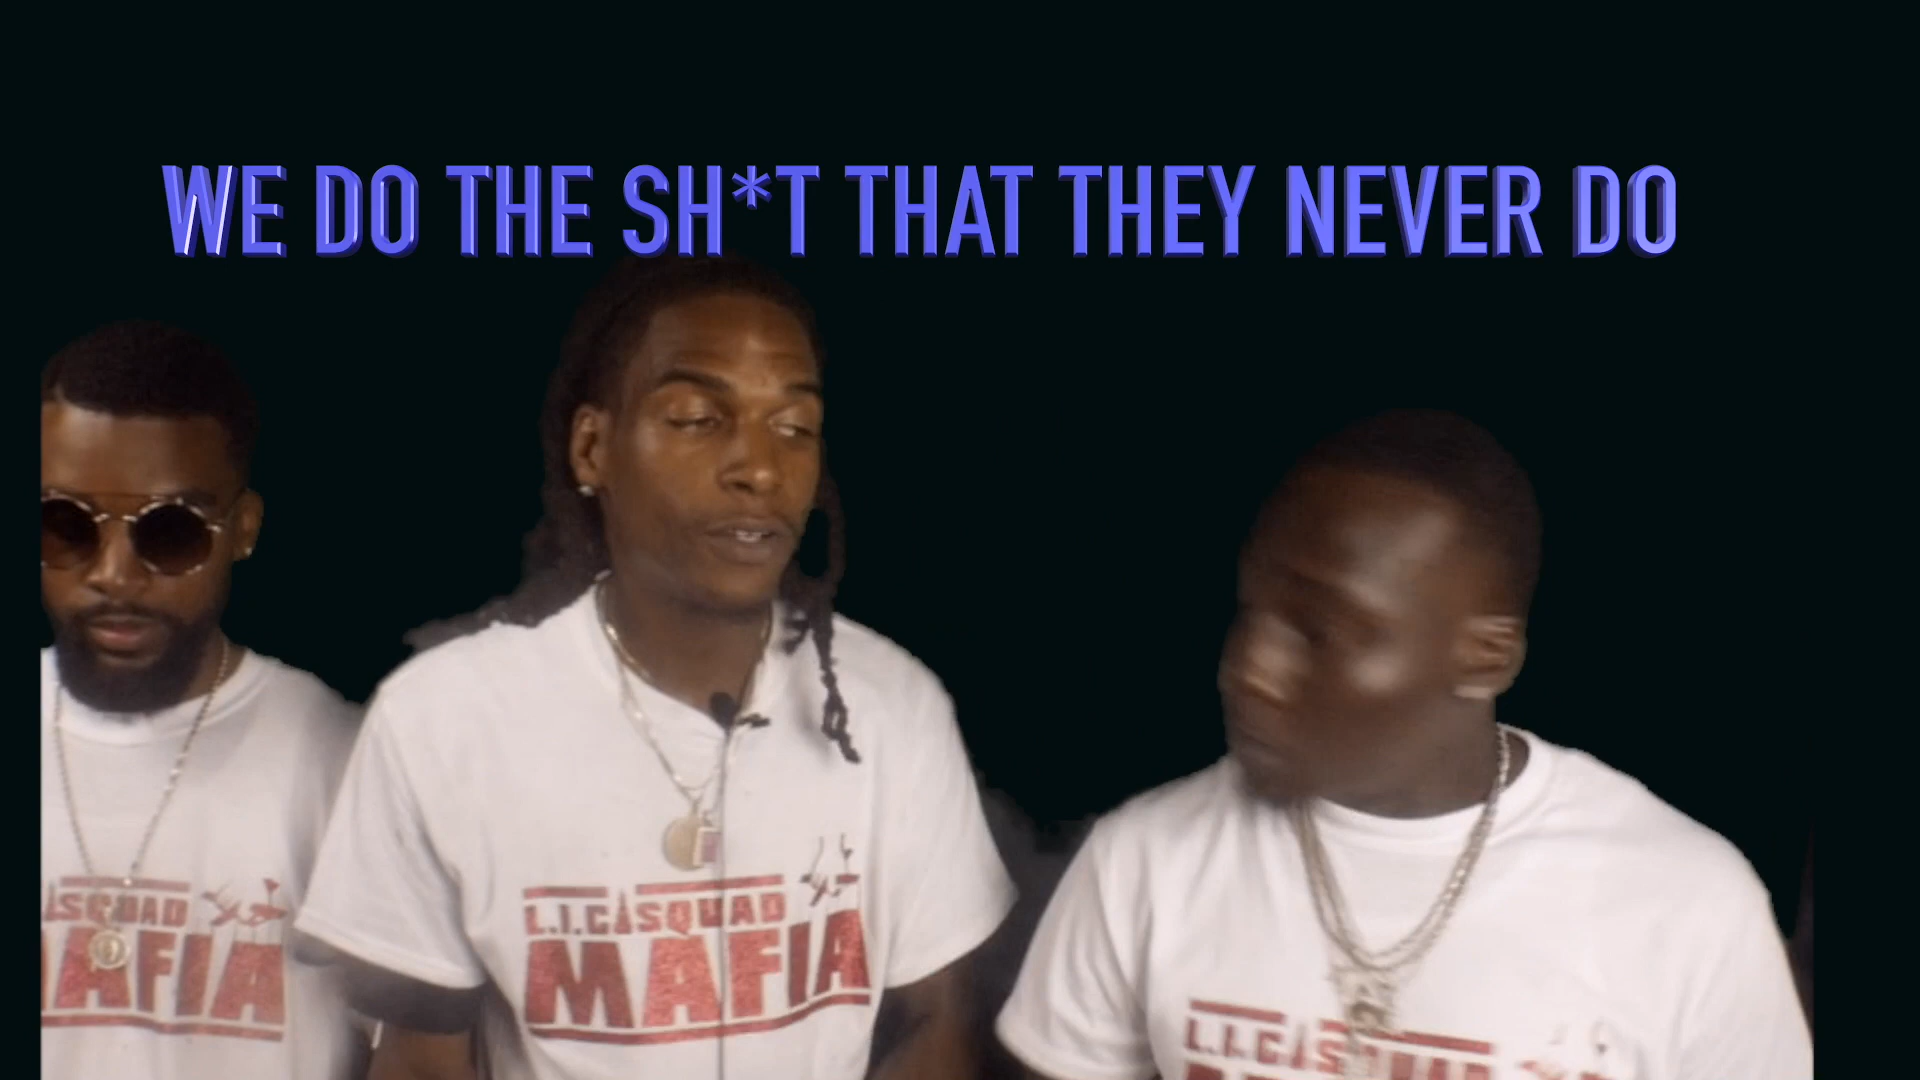 WE DO THE SH*T THAT THEY NEVER DO
SQUAD
MAFIA
L.I.C SQUAD
MAFIA
L.I.C SQUAD